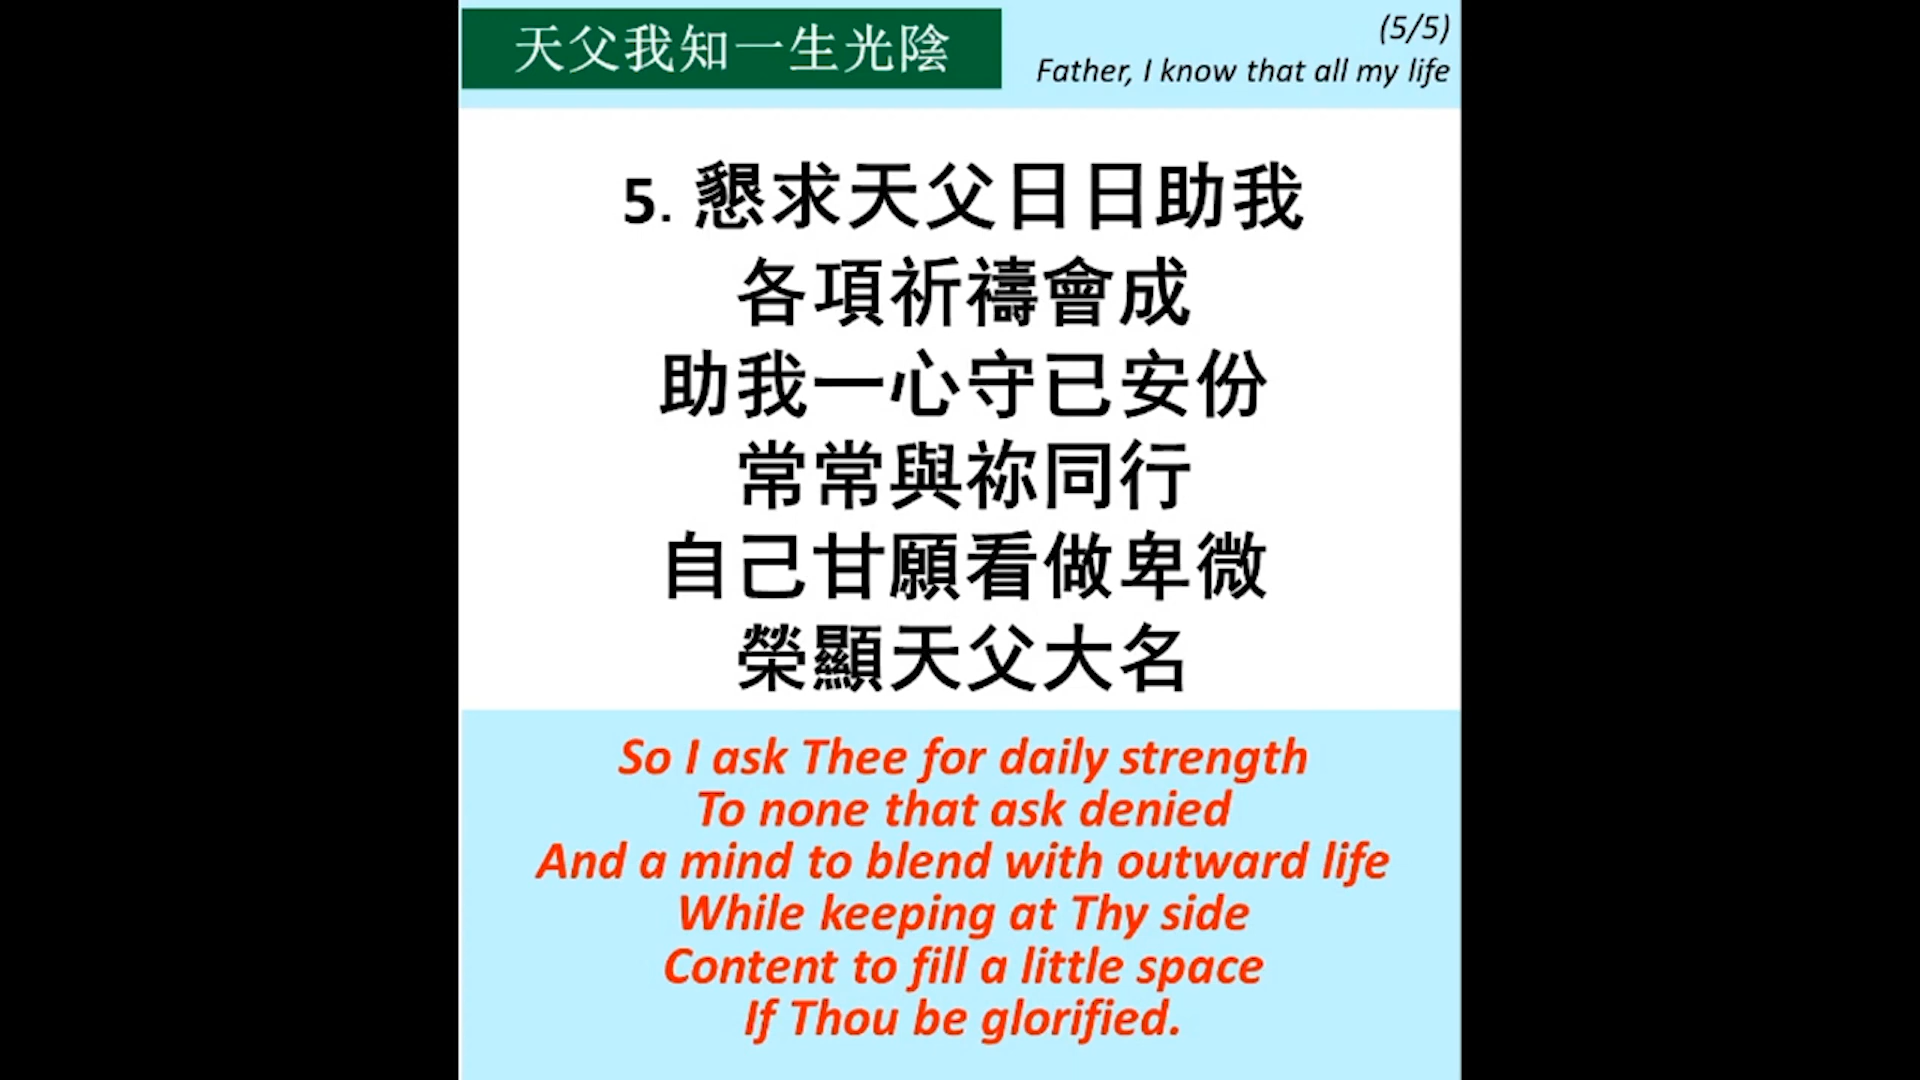 天父我知一生光陰
(5/5)
Father, I know that all my life
5. 懇求天父日日助我
各項祈禱會成
助我一心守已安份
常常與祢同行
自己甘願看做卑微
榮顯天父大名
So I ask Thee for daily strength
To none that ask denied
And a mind to blend with outward life
While keeping at Thy side
Content to fill a little space
If Thou be glorified.